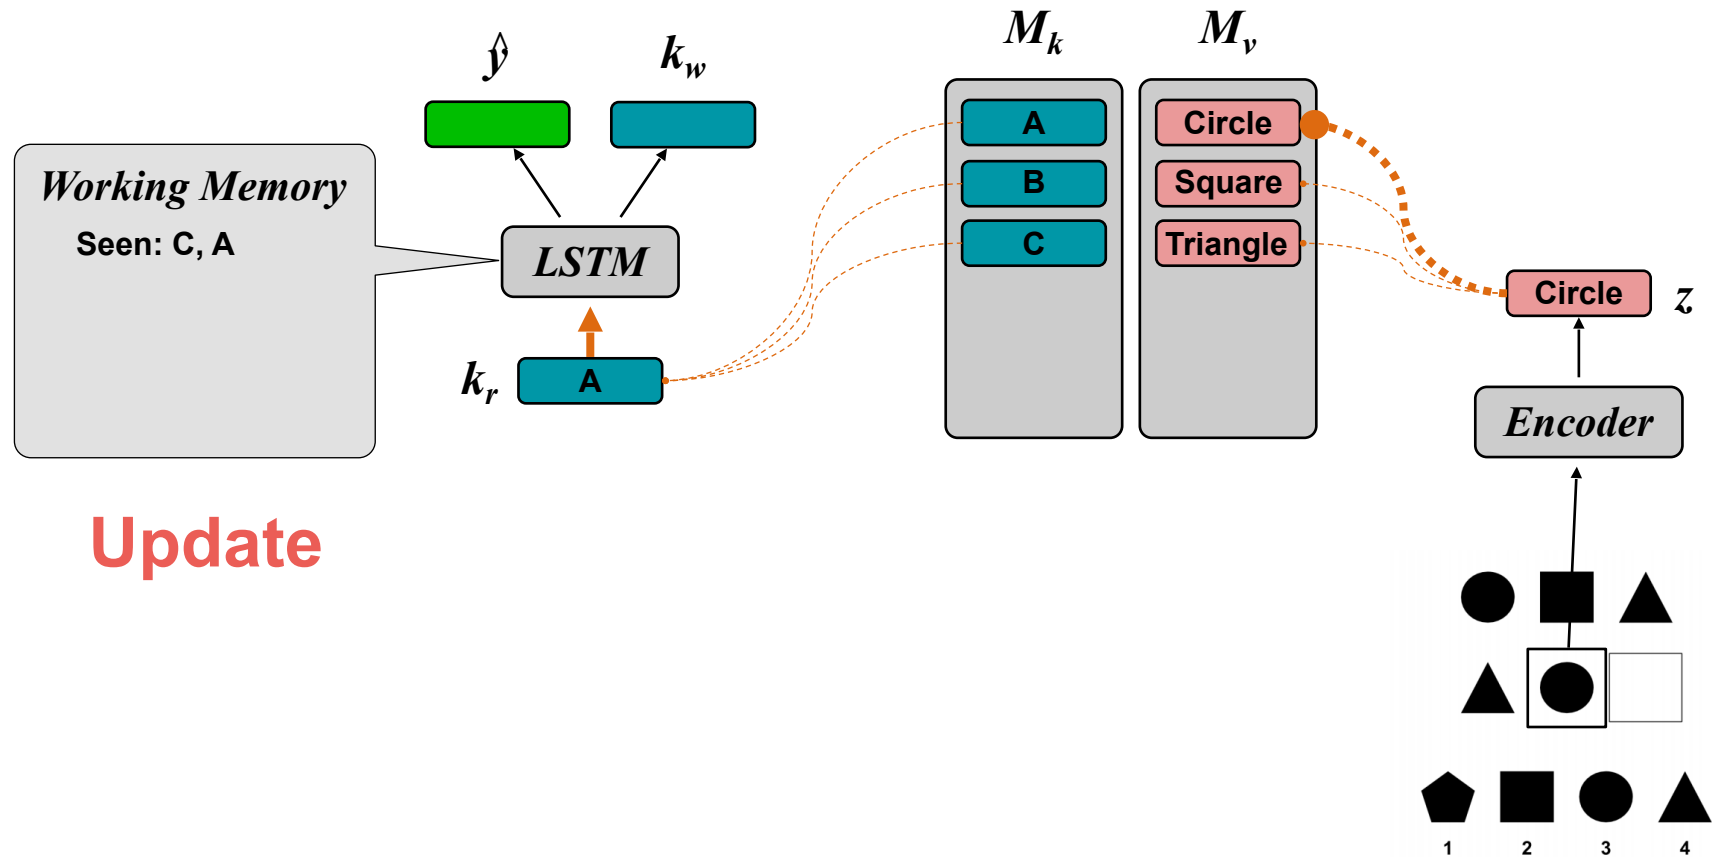 ŷ
k_w
M_k
M_v
Working Memory
Seen: C, A
LSTM
k_r
A
A
B
C
Circle
Square
Triangle
Circle
z
Encoder
Update
1 2 3 4